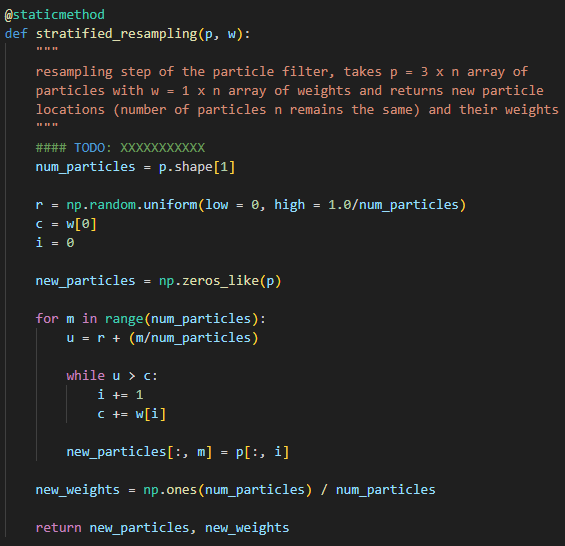 @staticmethod
def stratified_resampling(p, w):
"""
resampling step of the particle filter, takes p = 3 x n array of
particles with w = 1 x n array of weights and returns new particle
locations (number of particles n remains the same) and their weights
"""
#### TODO: XXXXXXXXXXX
num_particles = p.shape[1]
r = np.random.uniform(low = 0, high = 1.0/num_particles)
c = w[0]
i = 0
new_particles = np.zeros_like(p)
for m in range(num_particles):
u = r + (m/num_particles)
while u > c:
i += 1
c += w[i]
new_particles[:, m] = p[:, i]
new_weights = np.ones(num_particles) / num_particles
return new_particles, new_weights